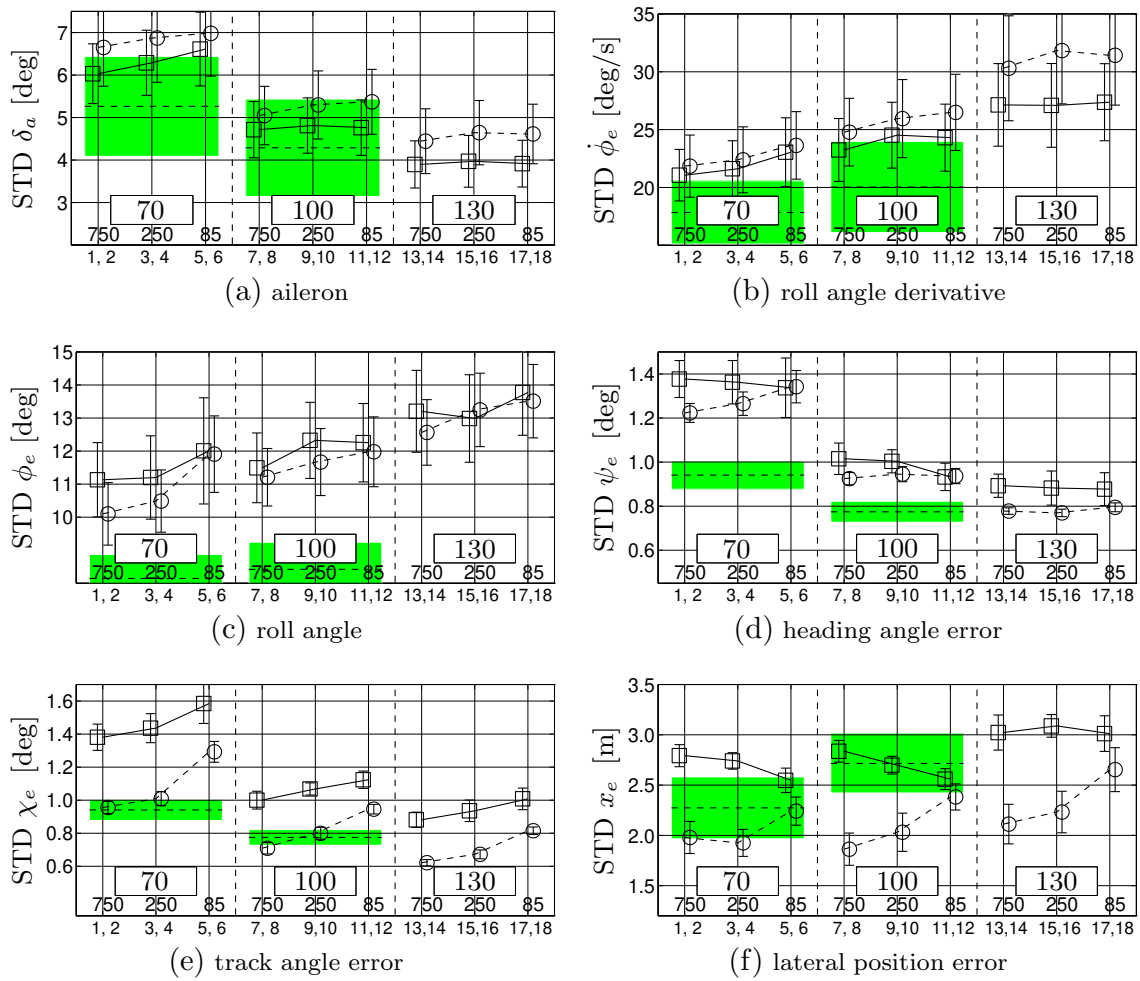 STD δₐ [deg]
7
6
5
4
3
70 100 130
750 250 85 750 250 85 750 250 85
1, 2 3, 4 5, 6 7, 8 9,10 11,12 13,14 15,16 17,18
(a) aileron
STD ϕ̇ₑ [deg/s]
35
30
25
20
70 100 130
750 250 85 750 250 85 750 250 85
1, 2 3, 4 5, 6 7, 8 9,10 11,12 13,14 15,16 17,18
(b) roll angle derivative
STD ϕₑ [deg]
15
14
13
12
11
10
70 100 130
750 250 85 750 250 85 750 250 85
1, 2 3, 4 5, 6 7, 8 9,10 11,12 13,14 15,16 17,18
(c) roll angle
STD ψₑ [deg]
1.4
1.2
1.0
0.8
0.6
70 100 130
750 250 85 750 250 85 750 250 85
1, 2 3, 4 5, 6 7, 8 9,10 11,12 13,14 15,16 17,18
(d) heading angle error
STD χₑ [deg]
1.6
1.4
1.2
1.0
0.8
0.6
70 100 130
750 250 85 750 250 85 750 250 85
1, 2 3, 4 5, 6 7, 8 9,10 11,12 13,14 15,16 17,18
(e) track angle error
STD xₑ [m]
3.5
3.0
2.5
2.0
1.5
70 100 130
750 250 85 750 250 85 750 250 85
1, 2 3, 4 5, 6 7, 8 9,10 11,12 13,14 15,16 17,18
(f) lateral position error